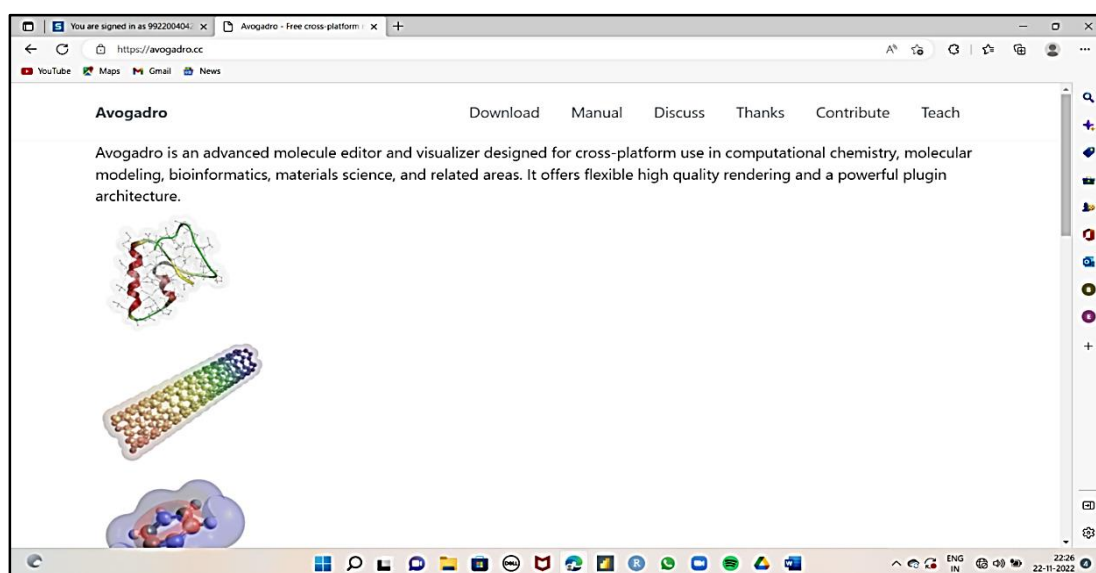 You are signed in as 992200404
Avogadro - Free cross-platform
https://avogadro.cc
YouTube Maps Gmail News
Avogadro Download Manual Discuss Thanks Contribute Teach
Avogadro is an advanced molecule editor and visualizer designed for cross-platform use in computational chemistry, molecular
modeling, bioinformatics, materials science, and related areas. It offers flexible high quality rendering and a powerful plugin
architecture.
ENG
IN
22:26
22-11-2022